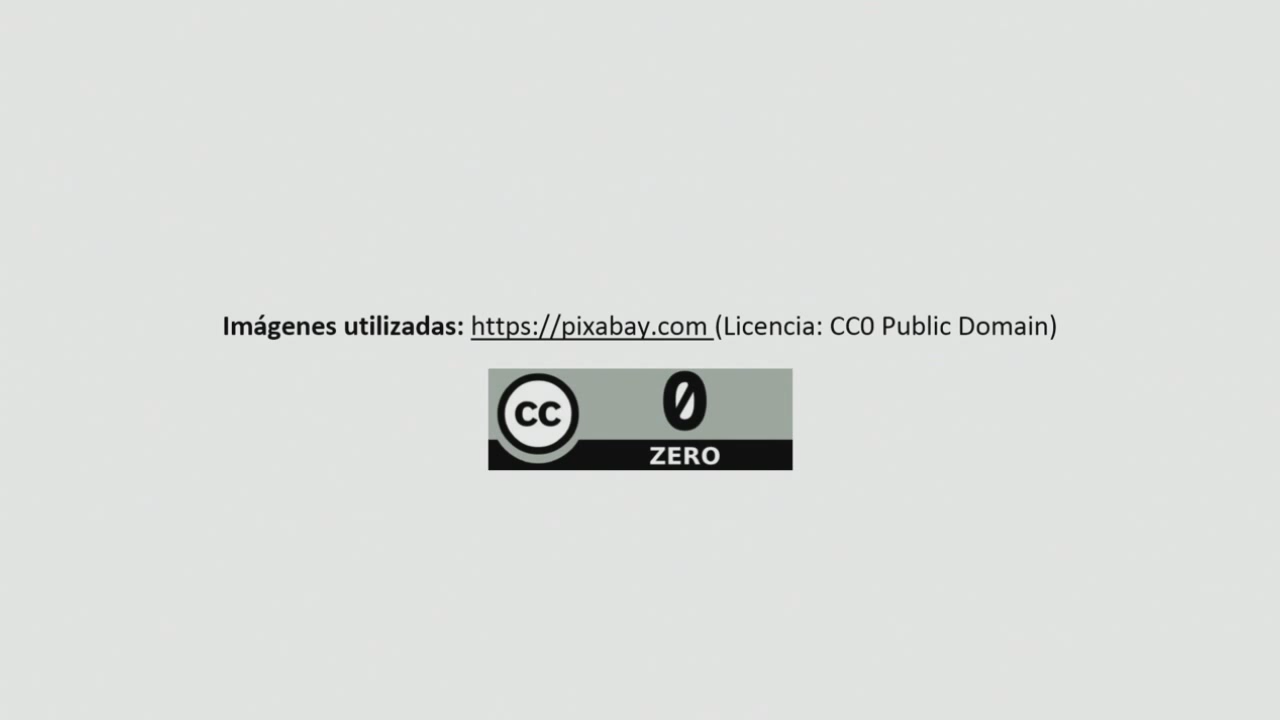 Imágenes utilizadas: https://pixabay.com (Licencia: CC0 Public Domain)
cc 0
ZERO